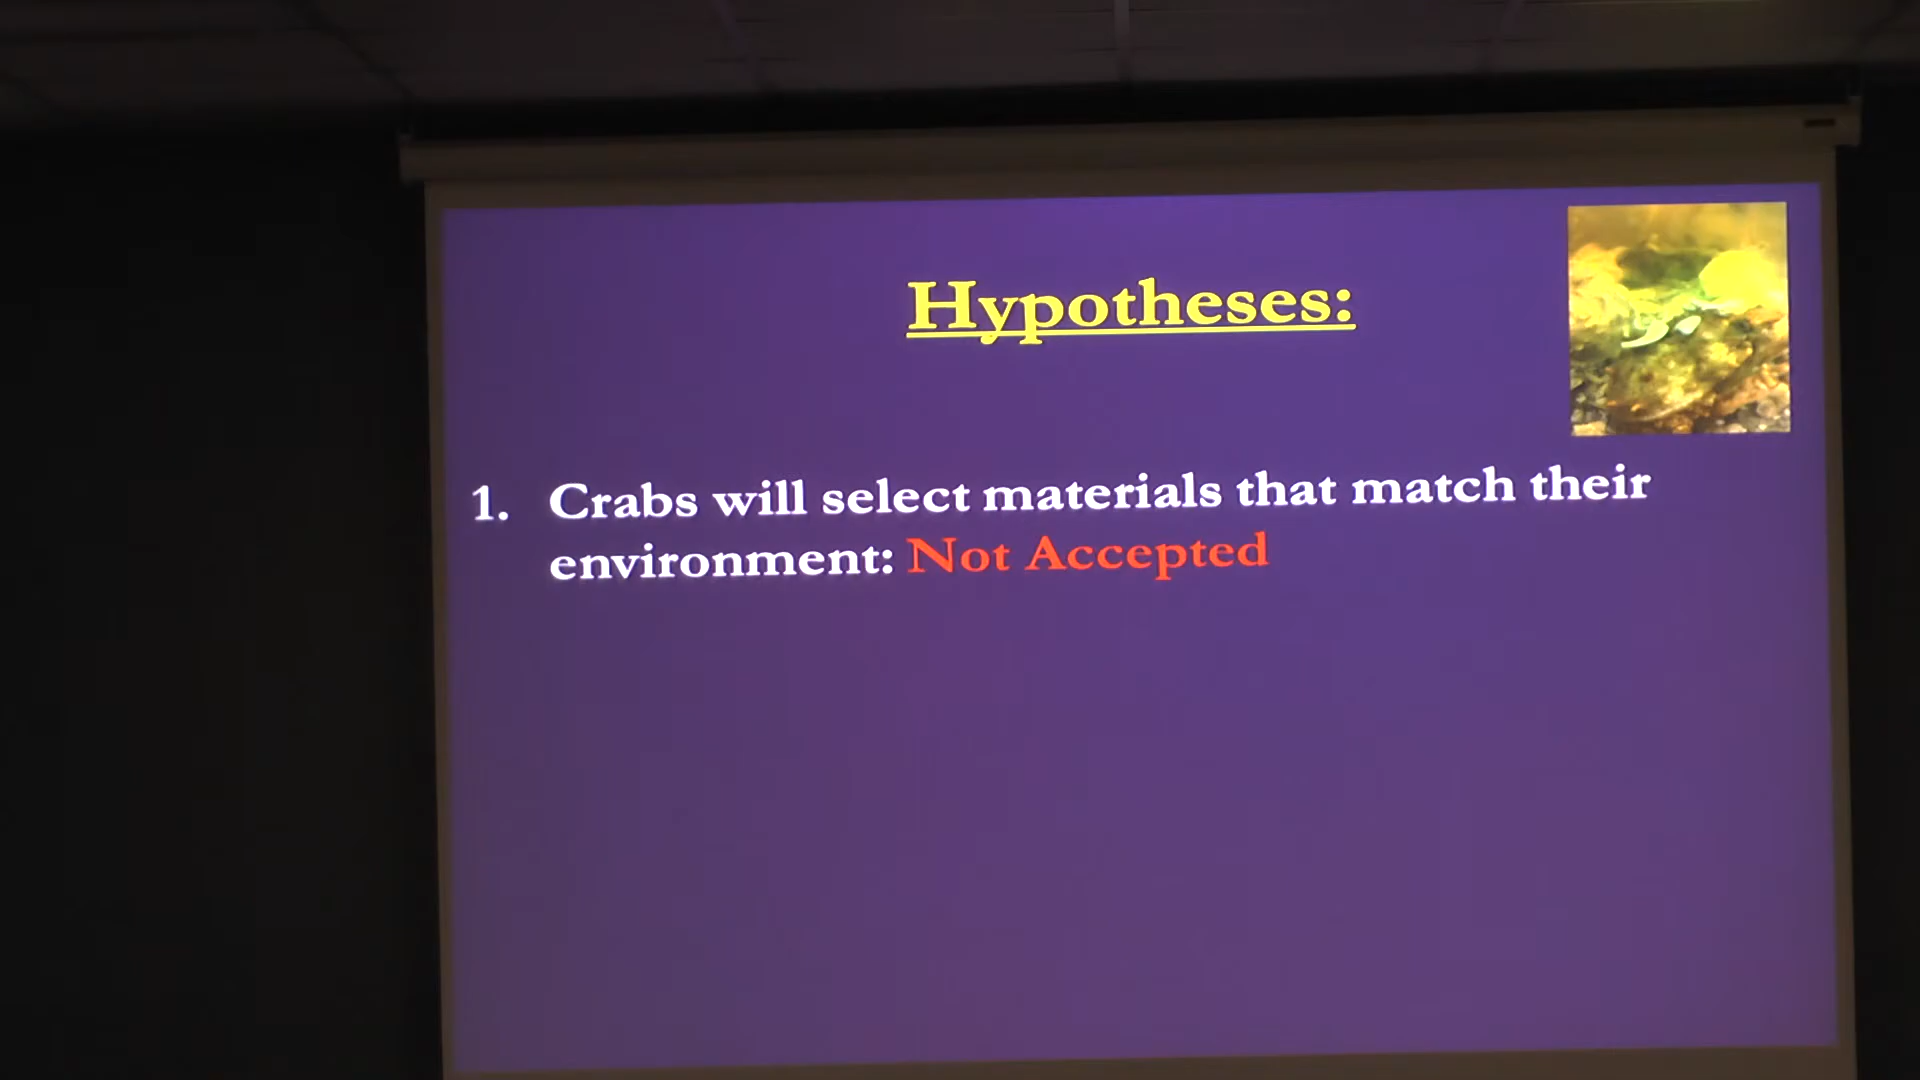 Hypotheses:
1. Crabs will select materials that match their
environment: Not Accepted